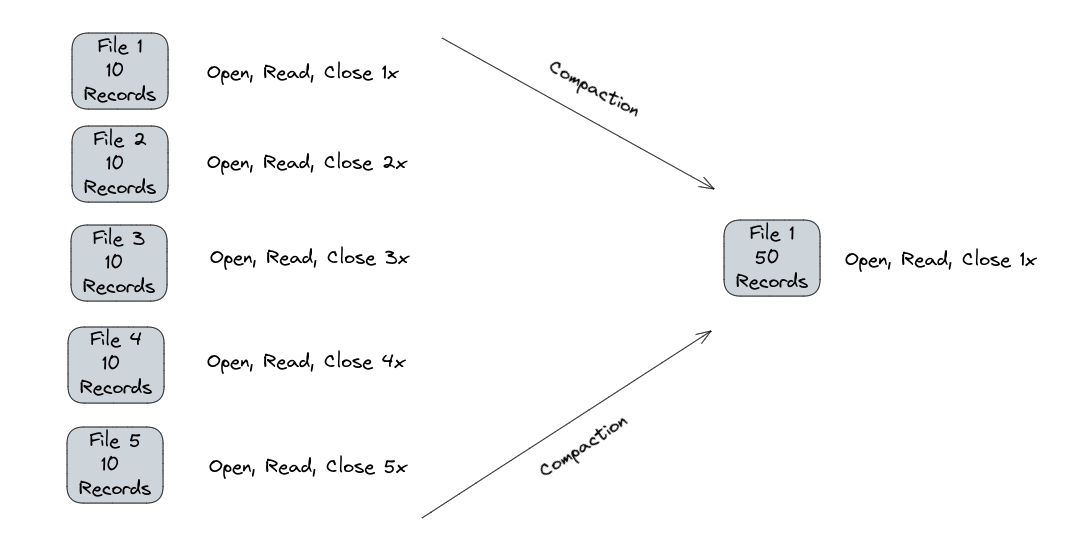 File 1
10
Records
Open, Read, Close 1x
File 2
10
Records
Open, Read, Close 2x
File 3
10
Records
Open, Read, Close 3x
File 4
10
Records
Open, Read, Close 4x
File 5
10
Records
Open, Read, Close 5x
Compaction
Compaction
File 1
50
Records
Open, Read, Close 1x